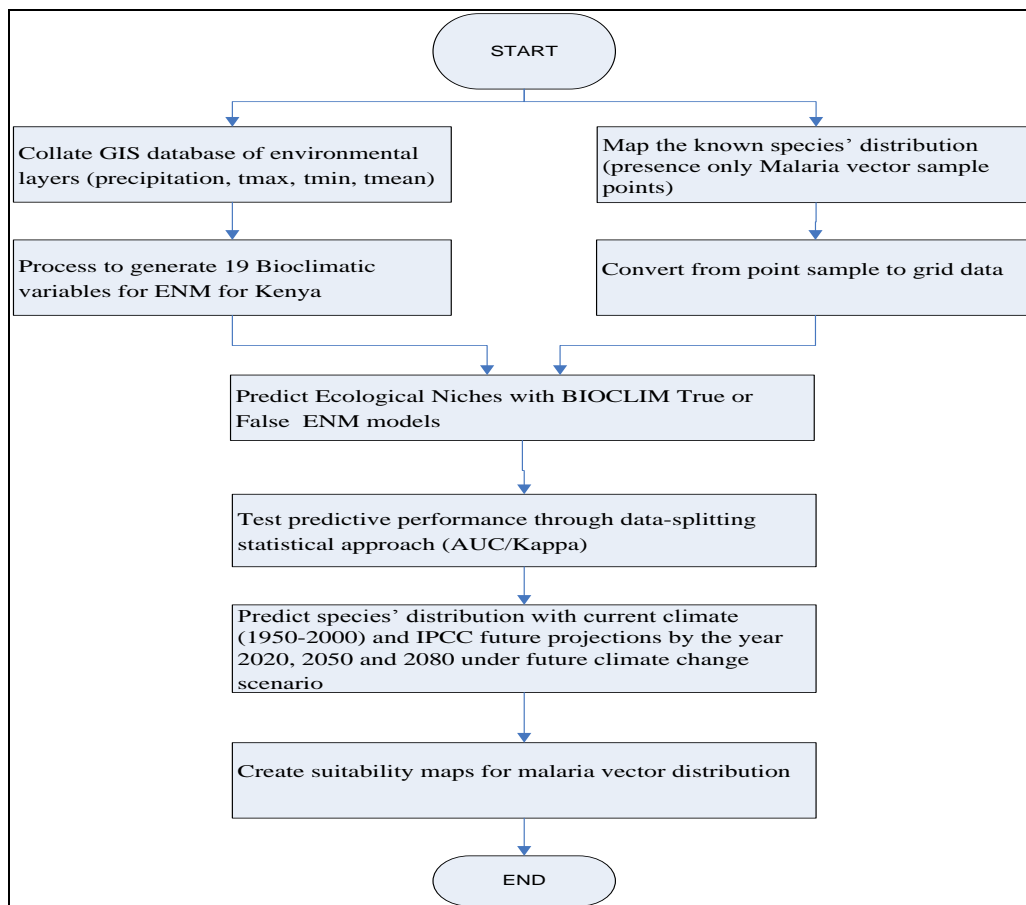 START
Collate GIS database of environmental
layers (precipitation, tmax, tmin, tmean)
Map the known species’ distribution
(presence only Malaria vector sample
points)
Process to generate 19 Bioclimatic
variables for ENM for Kenya
Convert from point sample to grid data
Predict Ecological Niches with BIOCLIM True or
False ENM models
Test predictive performance through data-splitting
statistical approach (AUC/Kappa)
Predict species’ distribution with current climate
(1950-2000) and IPCC future projections by the year
2020, 2050 and 2080 under future climate change
scenario
Create suitability maps for malaria vector distribution
END